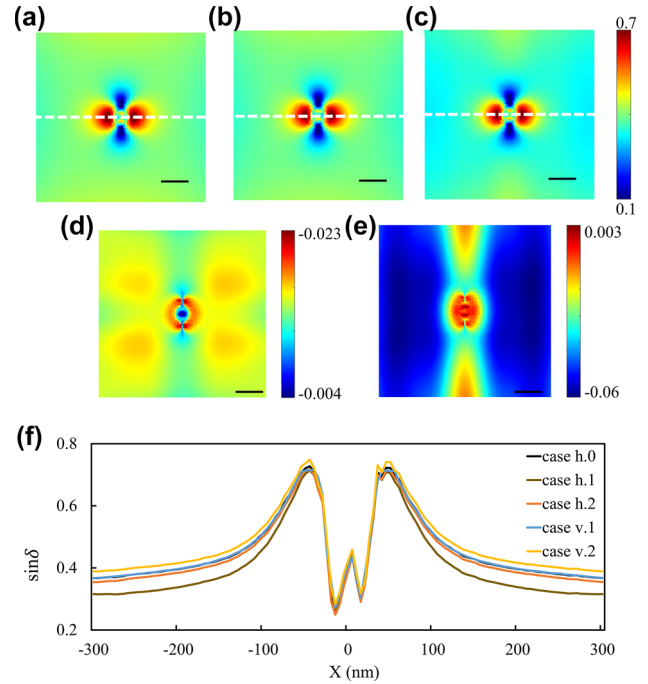 (a)
(b)
(c)
0.7
0.1
(d)
-0.023
-0.004
(e)
0.003
-0.06
(f)
0.8
0.6
0.4
0.2
sinδ
case h.0
case h.1
case h.2
case v.1
case v.2
-300 -200 -100 0 100 200 300
X (nm)